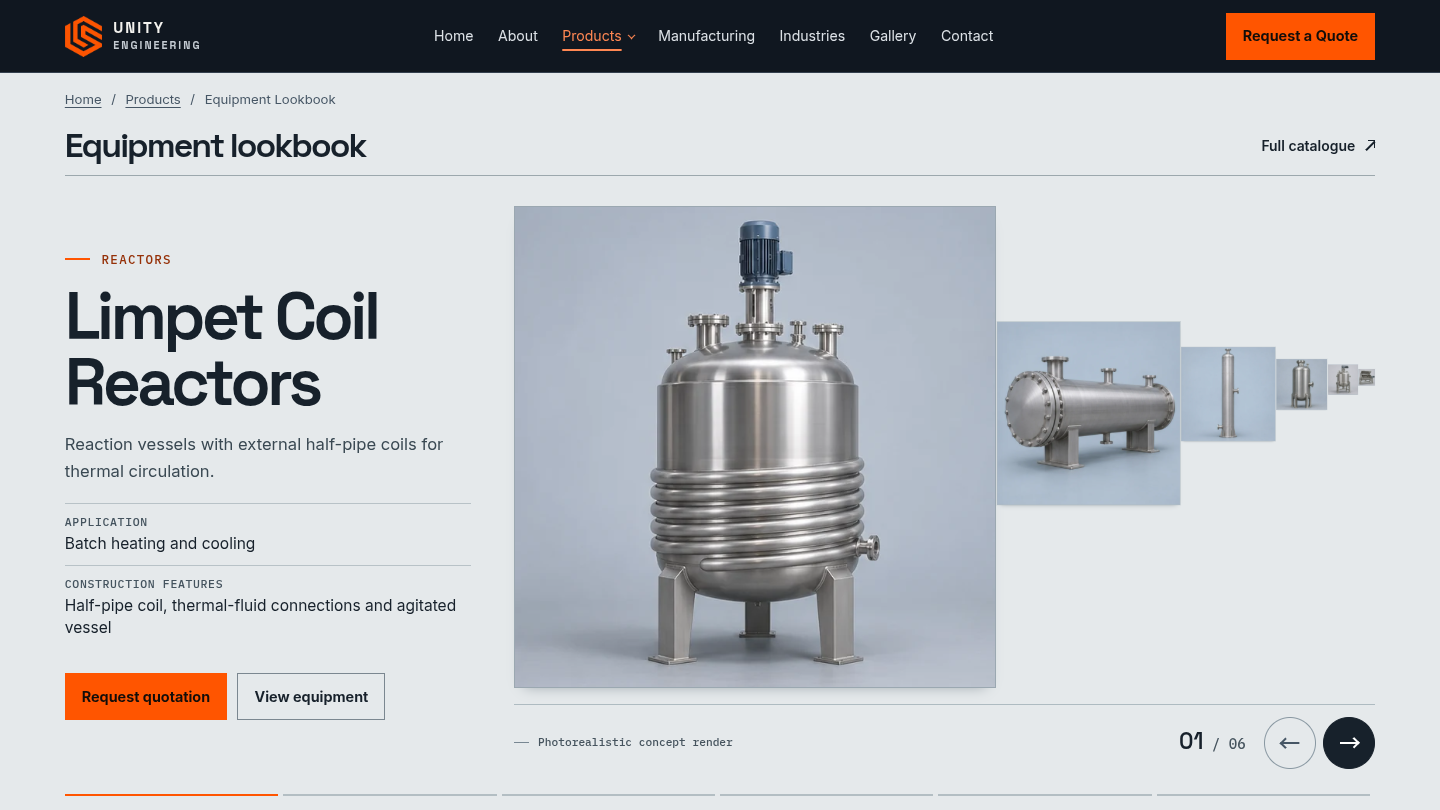 UNITY
ENGINEERING
Home
About
Products
Manufacturing
Industries
Gallery
Contact
Request a Quote
Home / Products / Equipment Lookbook
Equipment lookbook
Full catalogue
REACTORS
Limpet Coil
Reactors
Reaction vessels with external half-pipe coils for
thermal circulation.
APPLICATION
Batch heating and cooling
CONSTRUCTION FEATURES
Half-pipe coil, thermal-fluid connections and agitated
vessel
Request quotation
View equipment
Photorealistic concept render
01 / 06